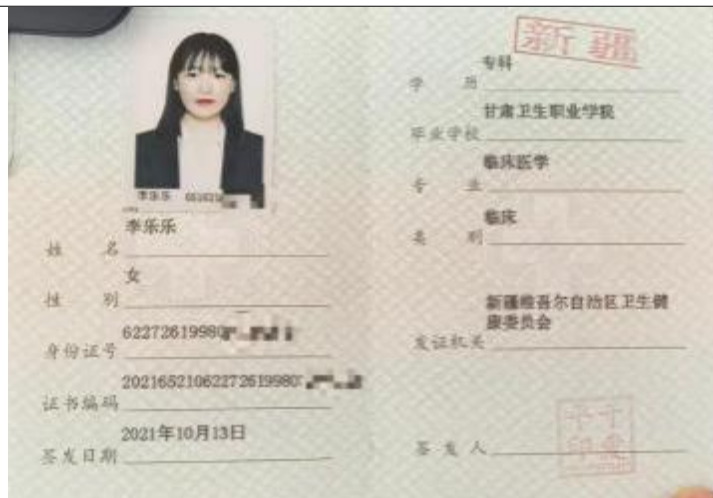 李乐乐
姓 名
李乐乐
性 别
女
身份证号
62272619980
证书编码
20216521062272619980
签发日期
2021年10月13日
新疆
学 历
专科
毕业学校
甘肃卫生职业学院
专 业
临床医学
类 别
临床
发证机关
新疆维吾尔自治区卫生健
康委员会
签发人